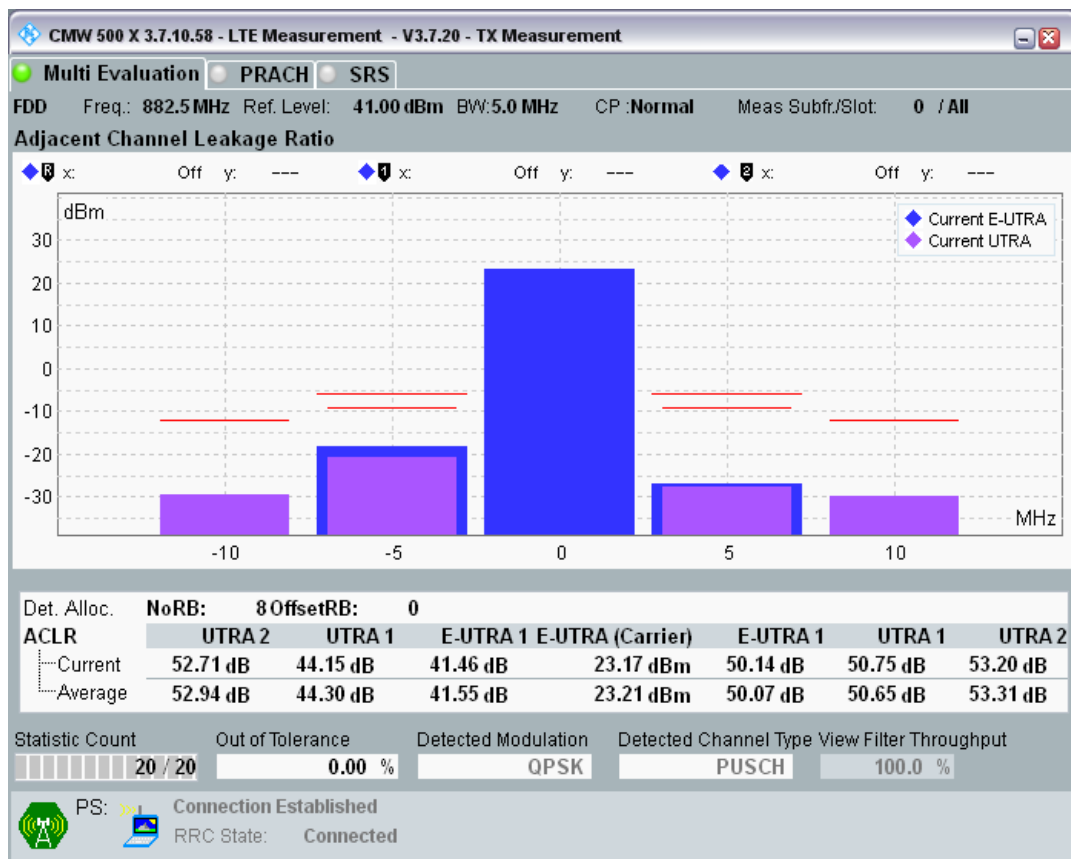 CMW 500 X 3.7.10.58 - LTE Measurement - V3.7.20 - TX Measurement
Multi Evaluation PRACH SRS
FDD Freq.: 882.5 MHz Ref. Level: 41.00 dBm BW:5.0 MHz CP :Normal Meas Subfr./Slot: 0 / All
Adjacent Channel Leakage Ratio
R x: Off y: --- 1 x: Off y: --- 2 x: Off y: ---
dBm
Current E-UTRA
Current UTRA
30
20
10
0
-10
-20
-30
MHz
-10 -5 0 5 10
Det. Alloc. NoRB: 8 OffsetRB: 0
ACLR UTRA 2 UTRA 1 E-UTRA 1 E-UTRA (Carrier) E-UTRA 1 UTRA 1 UTRA 2
Current 52.71 dB 44.15 dB 41.46 dB 23.17 dBm 50.14 dB 50.75 dB 53.20 dB
Average 52.94 dB 44.30 dB 41.55 dB 23.21 dBm 50.07 dB 50.65 dB 53.31 dB
Statistic Count Out of Tolerance Detected Modulation Detected Channel Type View Filter Throughput
20 / 20 0.00 % QPSK PUSCH 100.0 %
PS: Connection Established
RRC State: Connected